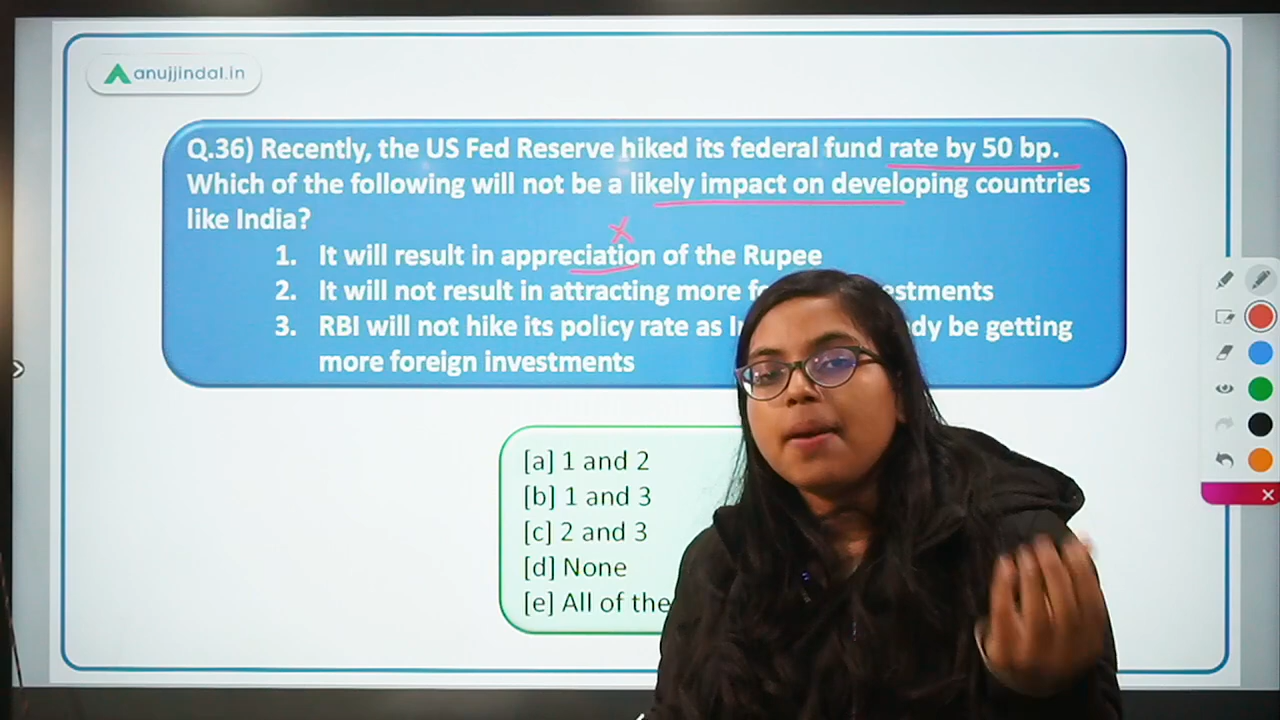 anujjindal.in
Q.36) Recently, the US Fed Reserve hiked its federal fund rate by 50 bp.
Which of the following will not be a likely impact on developing countries
like India?
1. It will result in appreciation of the Rupee
2. It will not result in attracting more estments
3. RBI will not hike its policy rate as be getting
more foreign investments
[a] 1 and 2
[b] 1 and 3
[c] 2 and 3
[d] None
[e] All of the